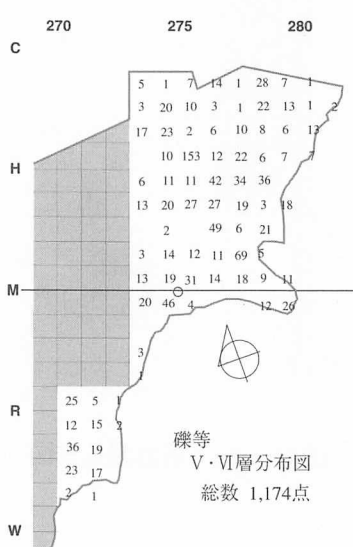 270 275 280
C
5 1 7 14 1 28 7 1
3 20 10 3 1 22 13 1 2
17 23 2 6 10 8 6 13
10 153 12 22 6 7 7
H
6 11 11 42 34 36
13 20 27 27 19 3 18
2 49 6 21
3 14 12 11 69 5
13 19 31 14 18 9 11
M
20 46 4 12 26
3
1
R
25 5 1
12 15 2
36 19
23 17
2 1
W
礫等
Ⅴ・Ⅵ層分布図
総数 1,174点